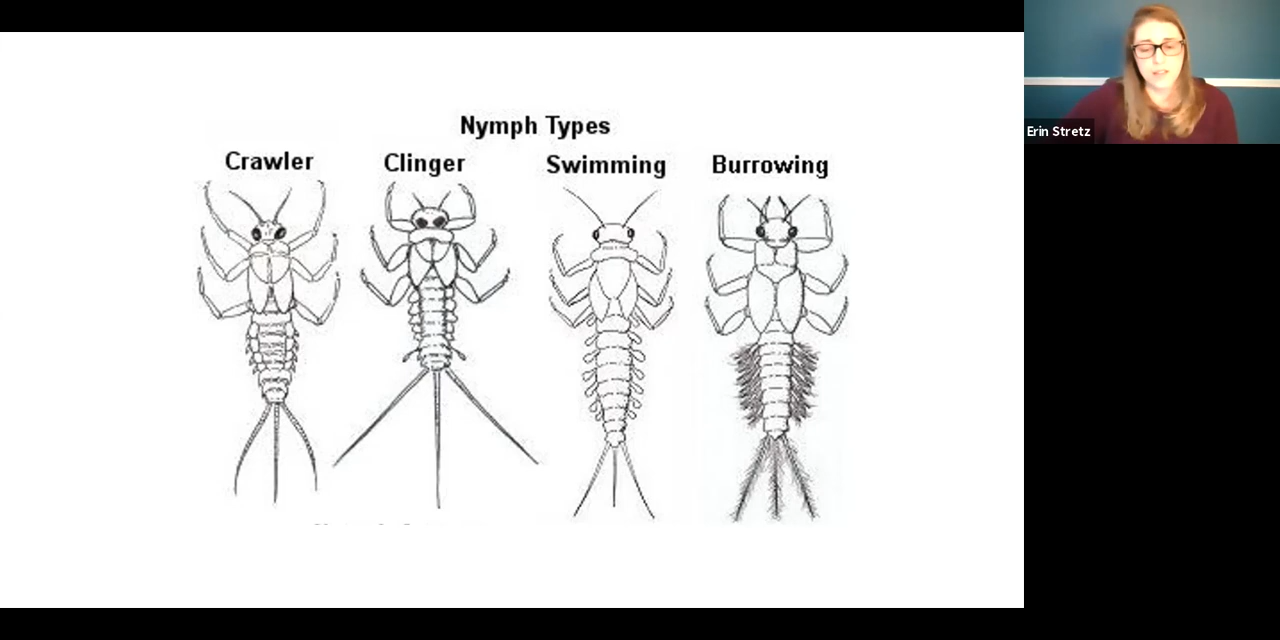 Nymph Types
Crawler
Clinger
Swimming
Burrowing
Erin Stretz